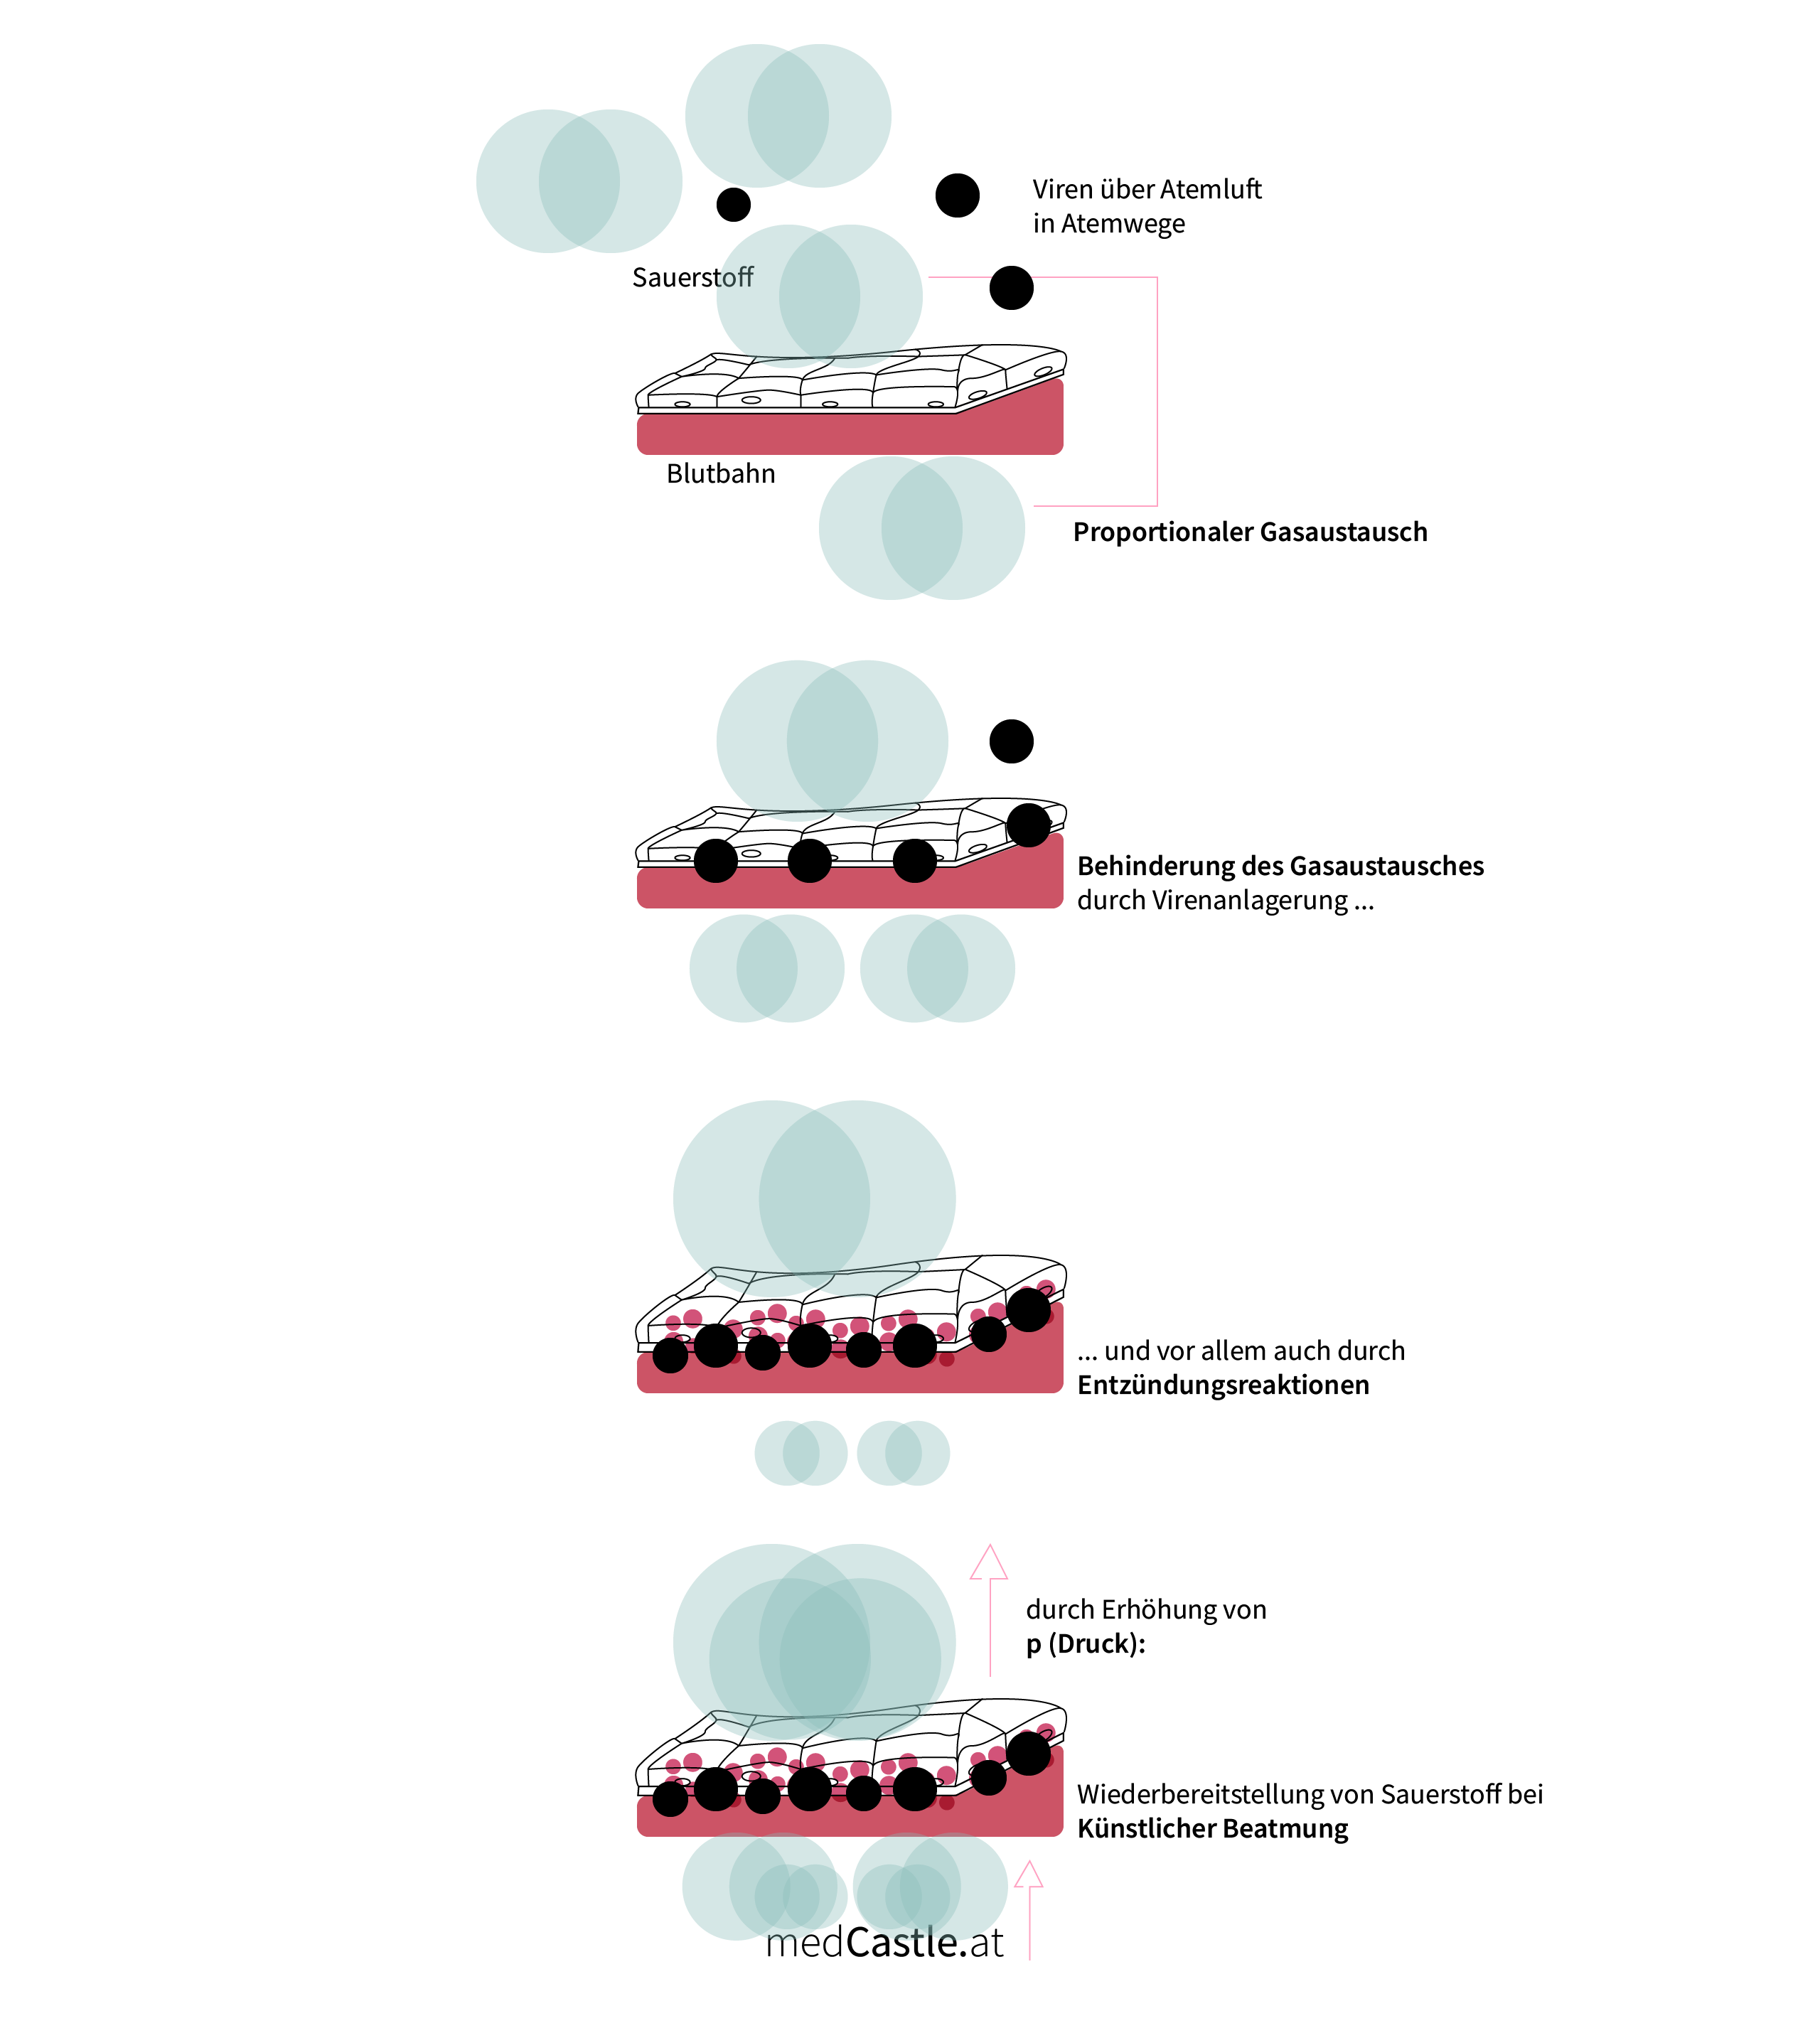 Viren über Atemluft
in Atemwege
Sauerstoff
Blutbahn
Proportionaler Gasaustausch
Behinderung des Gasaustausches
durch Virenanlagerung ...
... und vor allem auch durch
Entzündungsreaktionen
durch Erhöhung von
p (Druck):
Wiederbereitstellung von Sauerstoff bei
Künstlicher Beatmung
medCastle.at